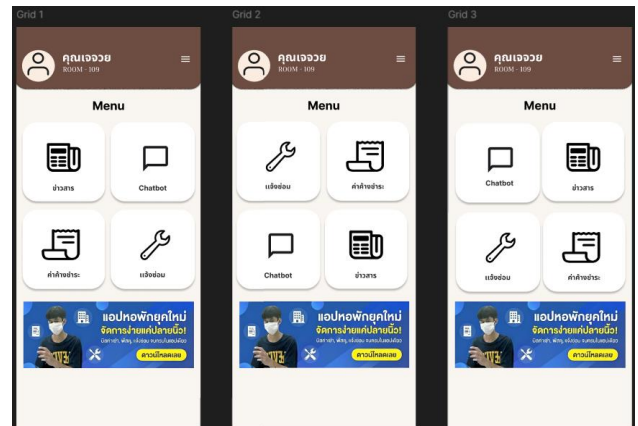 Grid 1
คุณเจจวย
ROOM - 109
Menu
ข่าวสาร
Chatbot
ค่าค้างชำระ
แจ้งซ่อม
แอปหอพักยุคใหม่
จัดการง่ายแค่ปลายนิ้ว!
ดาวน์โหลดเลย
Grid 2
คุณเจจวย
ROOM - 109
Menu
แจ้งซ่อม
ค่าค้างชำระ
Chatbot
ข่าวสาร
แอปหอพักยุคใหม่
จัดการง่ายแค่ปลายนิ้ว!
ดาวน์โหลดเลย
Grid 3
คุณเจจวย
ROOM - 109
Menu
Chatbot
ข่าวสาร
แจ้งซ่อม
ค่าค้างชำระ
แอปหอพักยุคใหม่
จัดการง่ายแค่ปลายนิ้ว!
ดาวน์โหลดเลย